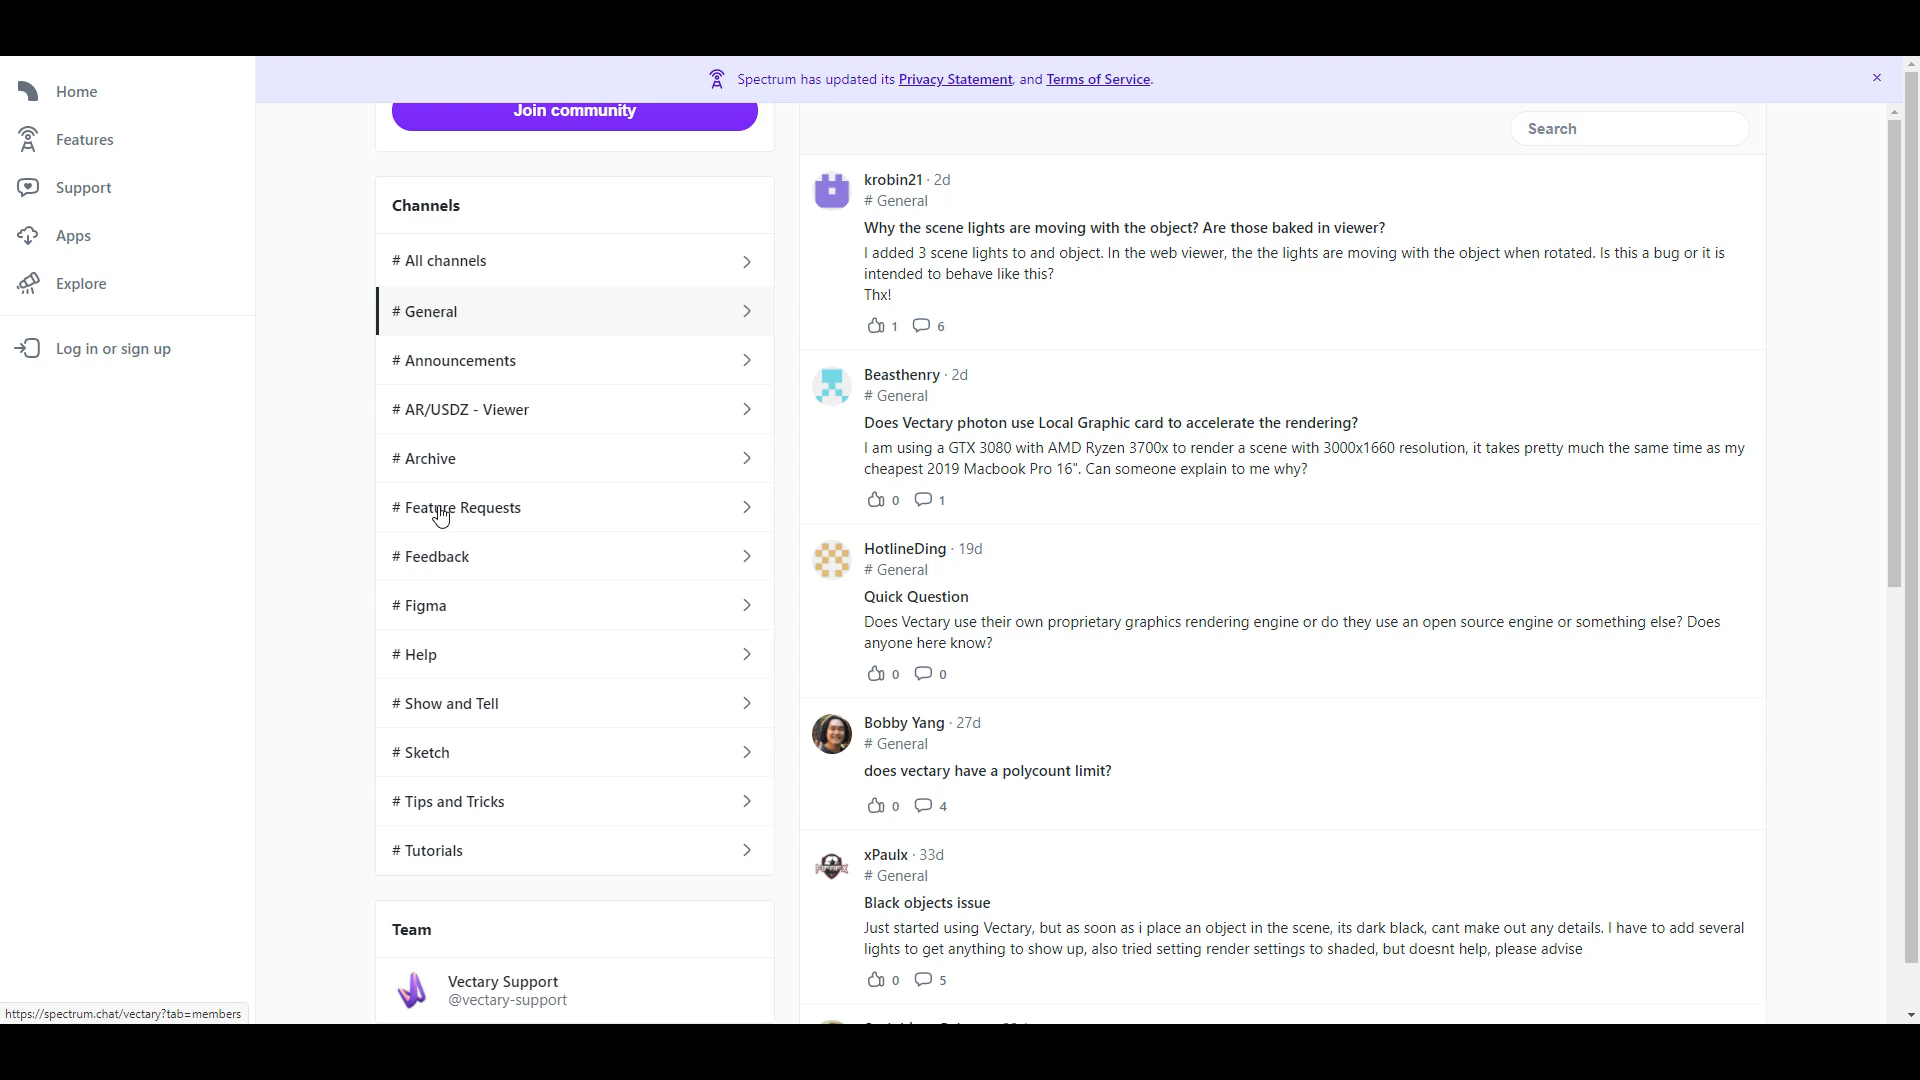 Home
Features
Support
Apps
Explore
Log in or sign up
Spectrum has updated its Privacy Statement, and Terms of Service.
×
Join community
Channels
# All channels
# General
# Announcements
# AR/USDZ - Viewer
# Archive
# Feature Requests
# Feedback
# Figma
# Help
# Show and Tell
# Sketch
# Tips and Tricks
# Tutorials
Team
Vectary Support
@vectary-support
Search
krobin21 · 2d
# General
Why the scene lights are moving with the object? Are those baked in viewer?
I added 3 scene lights to and object. In the web viewer, the the lights are moving with the object when rotated. Is this a bug or it is
intended to behave like this?
Thx!
1 6
Beasthenry · 2d
# General
Does Vectary photon use Local Graphic card to accelerate the rendering?
I am using a GTX 3080 with AMD Ryzen 3700x to render a scene with 3000x1660 resolution, it takes pretty much the same time as my
cheapest 2019 Macbook Pro 16". Can someone explain to me why?
0 1
HotlineDing · 19d
# General
Quick Question
Does Vectary use their own proprietary graphics rendering engine or do they use an open source engine or something else? Does
anyone here know?
0 0
Bobby Yang · 27d
# General
does vectary have a polycount limit?
0 4
xPaulx · 33d
# General
Black objects issue
Just started using Vectary, but as soon as i place an object in the scene, its dark black, cant make out any details. I have to add several
lights to get anything to show up, also tried setting render settings to shaded, but doesnt help, please advise
0 5
https://spectrum.chat/vectary?tab=members